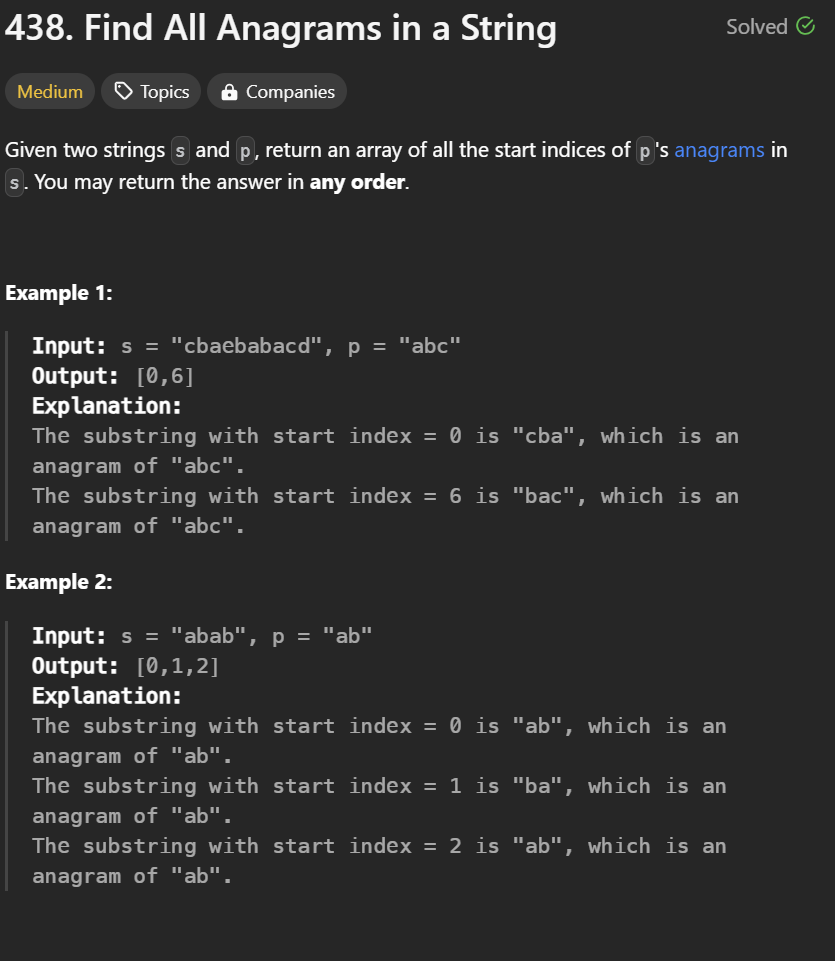 438. Find All Anagrams in a String
Solved
Medium
Topics
Companies
Given two strings s and p, return an array of all the start indices of p's anagrams in
s. You may return the answer in any order.
Example 1:
Input: s = "cbaebabacd", p = "abc"
Output: [0,6]
Explanation:
The substring with start index = 0 is "cba", which is an
anagram of "abc".
The substring with start index = 6 is "bac", which is an
anagram of "abc".
Example 2:
Input: s = "abab", p = "ab"
Output: [0,1,2]
Explanation:
The substring with start index = 0 is "ab", which is an
anagram of "ab".
The substring with start index = 1 is "ba", which is an
anagram of "ab".
The substring with start index = 2 is "ab", which is an
anagram of "ab".